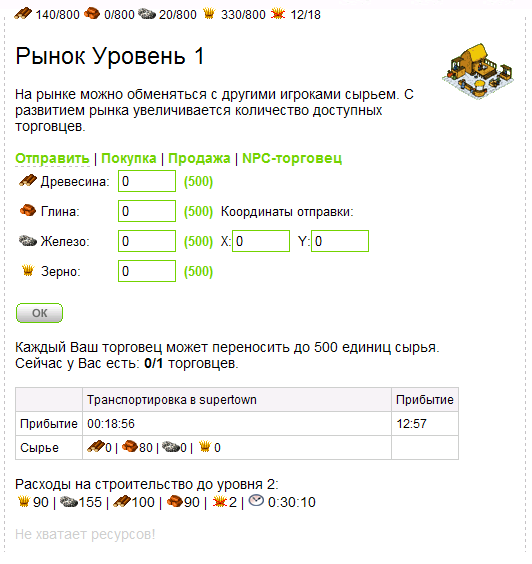 140/800 0/800 20/800 330/800 12/18
Рынок Уровень 1
На рынке можно обменяться с другими игроками сырьем. С
развитием рынка увеличивается количество доступных
торговцев.
Отправить | Покупка | Продажа | NPC-торговец
Древесина: 0 (500)
Глина: 0 (500) Координаты отправки:
Железо: 0 (500) X: 0 Y: 0
Зерно: 0 (500)
ОК
Каждый Ваш торговец может переносить до 500 единиц сырья.
Сейчас у Вас есть: 0/1 торговцев.
Транспортировка в supertown Прибытие
Прибытие 00:18:56 12:57
Сырье 0 | 80 | 0 | 0
Расходы на строительство до уровня 2:
90 | 155 | 100 | 90 | 2 | 0:30:10
Не хватает ресурсов!